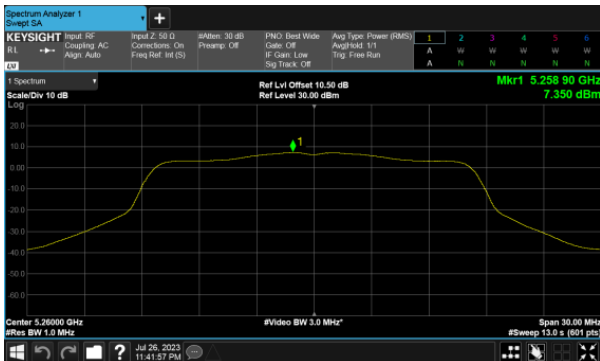 Spectrum Analyzer 1
Swept SA
+
KEYSIGHT Input: RF Input Z: 50 Ω #Atten: 30 dB PNO: Best Wide Avg Type: Power (RMS) 1 2 3 4 5 6
RL Coupling: AC Corrections: On Preamp: Off Gate: Off Avg|Hold: 1/1 A W W W W W
Align: Auto Freq Ref: Int (S) IF Gain: Low Trig: Free Run
LXI Sig Track: Off A N N N N N
1 Spectrum Ref Lvl Offset 10.50 dB Mkr1 5.258 90 GHz
Scale/Div 10 dB Ref Level 30.00 dBm 7.350 dBm
Log
20.0
10.0
1
0.00
-10.0
-20.0
-30.0
-40.0
-50.0
-60.0
Center 5.26000 GHz #Video BW 3.0 MHz* Span 30.00 MHz
#Res BW 1.0 MHz #Sweep 13.0 s (601 pts)
? Jul 26, 2023
11:41:57 PM